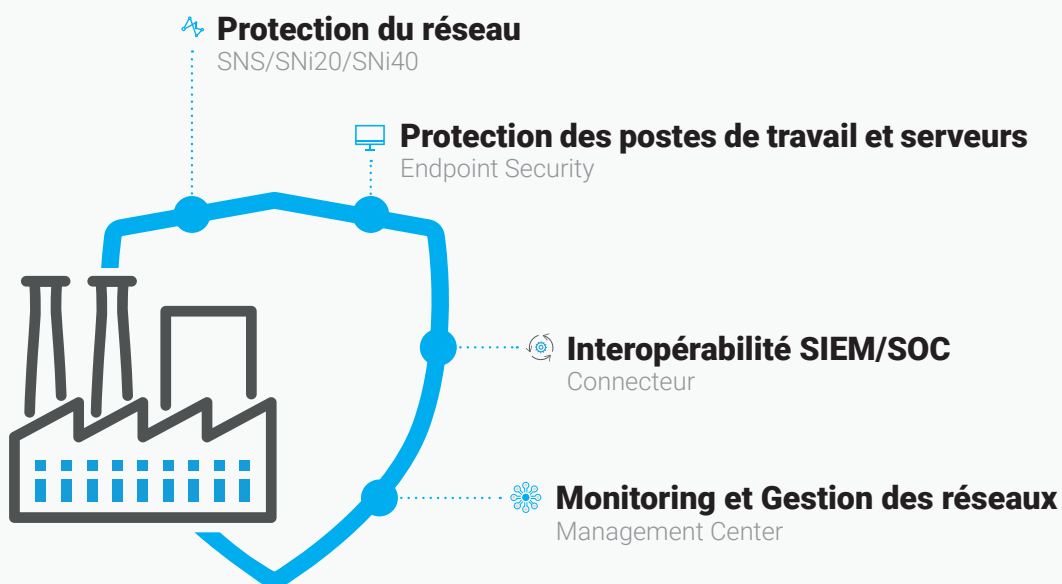 Protection du réseau
SNS/SNi20/SNi40
Protection des postes de travail et serveurs
Endpoint Security
Interopérabilité SIEM/SOC
Connecteur
Monitoring et Gestion des réseaux
Management Center